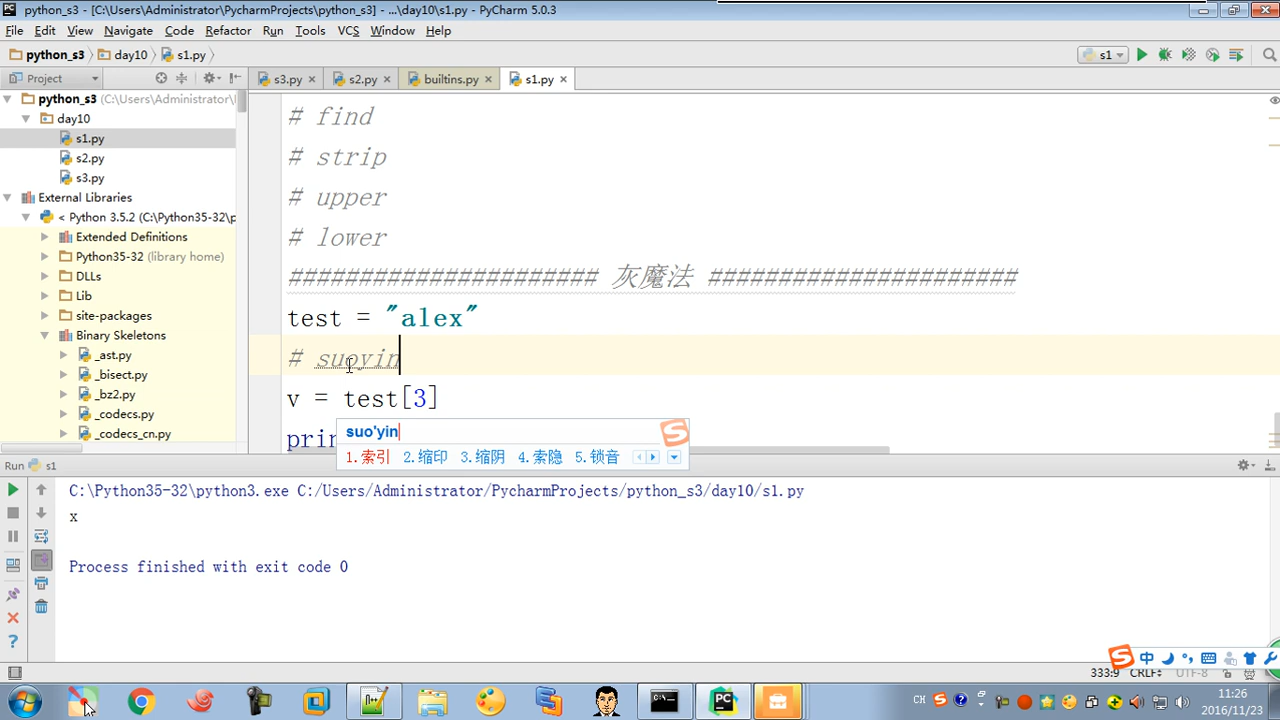 python_s3 - [C:\Users\Administrator\PycharmProjects\python_s3] - ...\day10\s1.py - PyCharm 5.0.3
File Edit View Navigate Code Refactor Run Tools VCS Window Help
python_s3 day10 s1.py s1
Project s3.py s2.py builtins.py s1.py
python_s3 (C:\Users\Administrator\
day10
s1.py
s2.py
s3.py
External Libraries
< Python 3.5.2 (C:\Python35-32\p
Extended Definitions
Python35-32 (library home)
DLLs
Lib
site-packages
Binary Skeletons
_ast.py
_bisect.py
_bz2.py
_codecs.py
_codecs_cn.py
# find
# strip
# upper
# lower
###################### 灰魔法 ######################
test = "alex"
# suoyin
v = test[3]
prin
suo'yin
1.索引 2.缩印 3.缩阴 4.索隐 5.锁音
Run s1
C:\Python35-32\python3.exe C:/Users/Administrator/PycharmProjects/python_s3/day10/s1.py
x
Process finished with exit code 0
中
333:9 CRLF÷ UTF-8
CH 11:26
2016/11/23